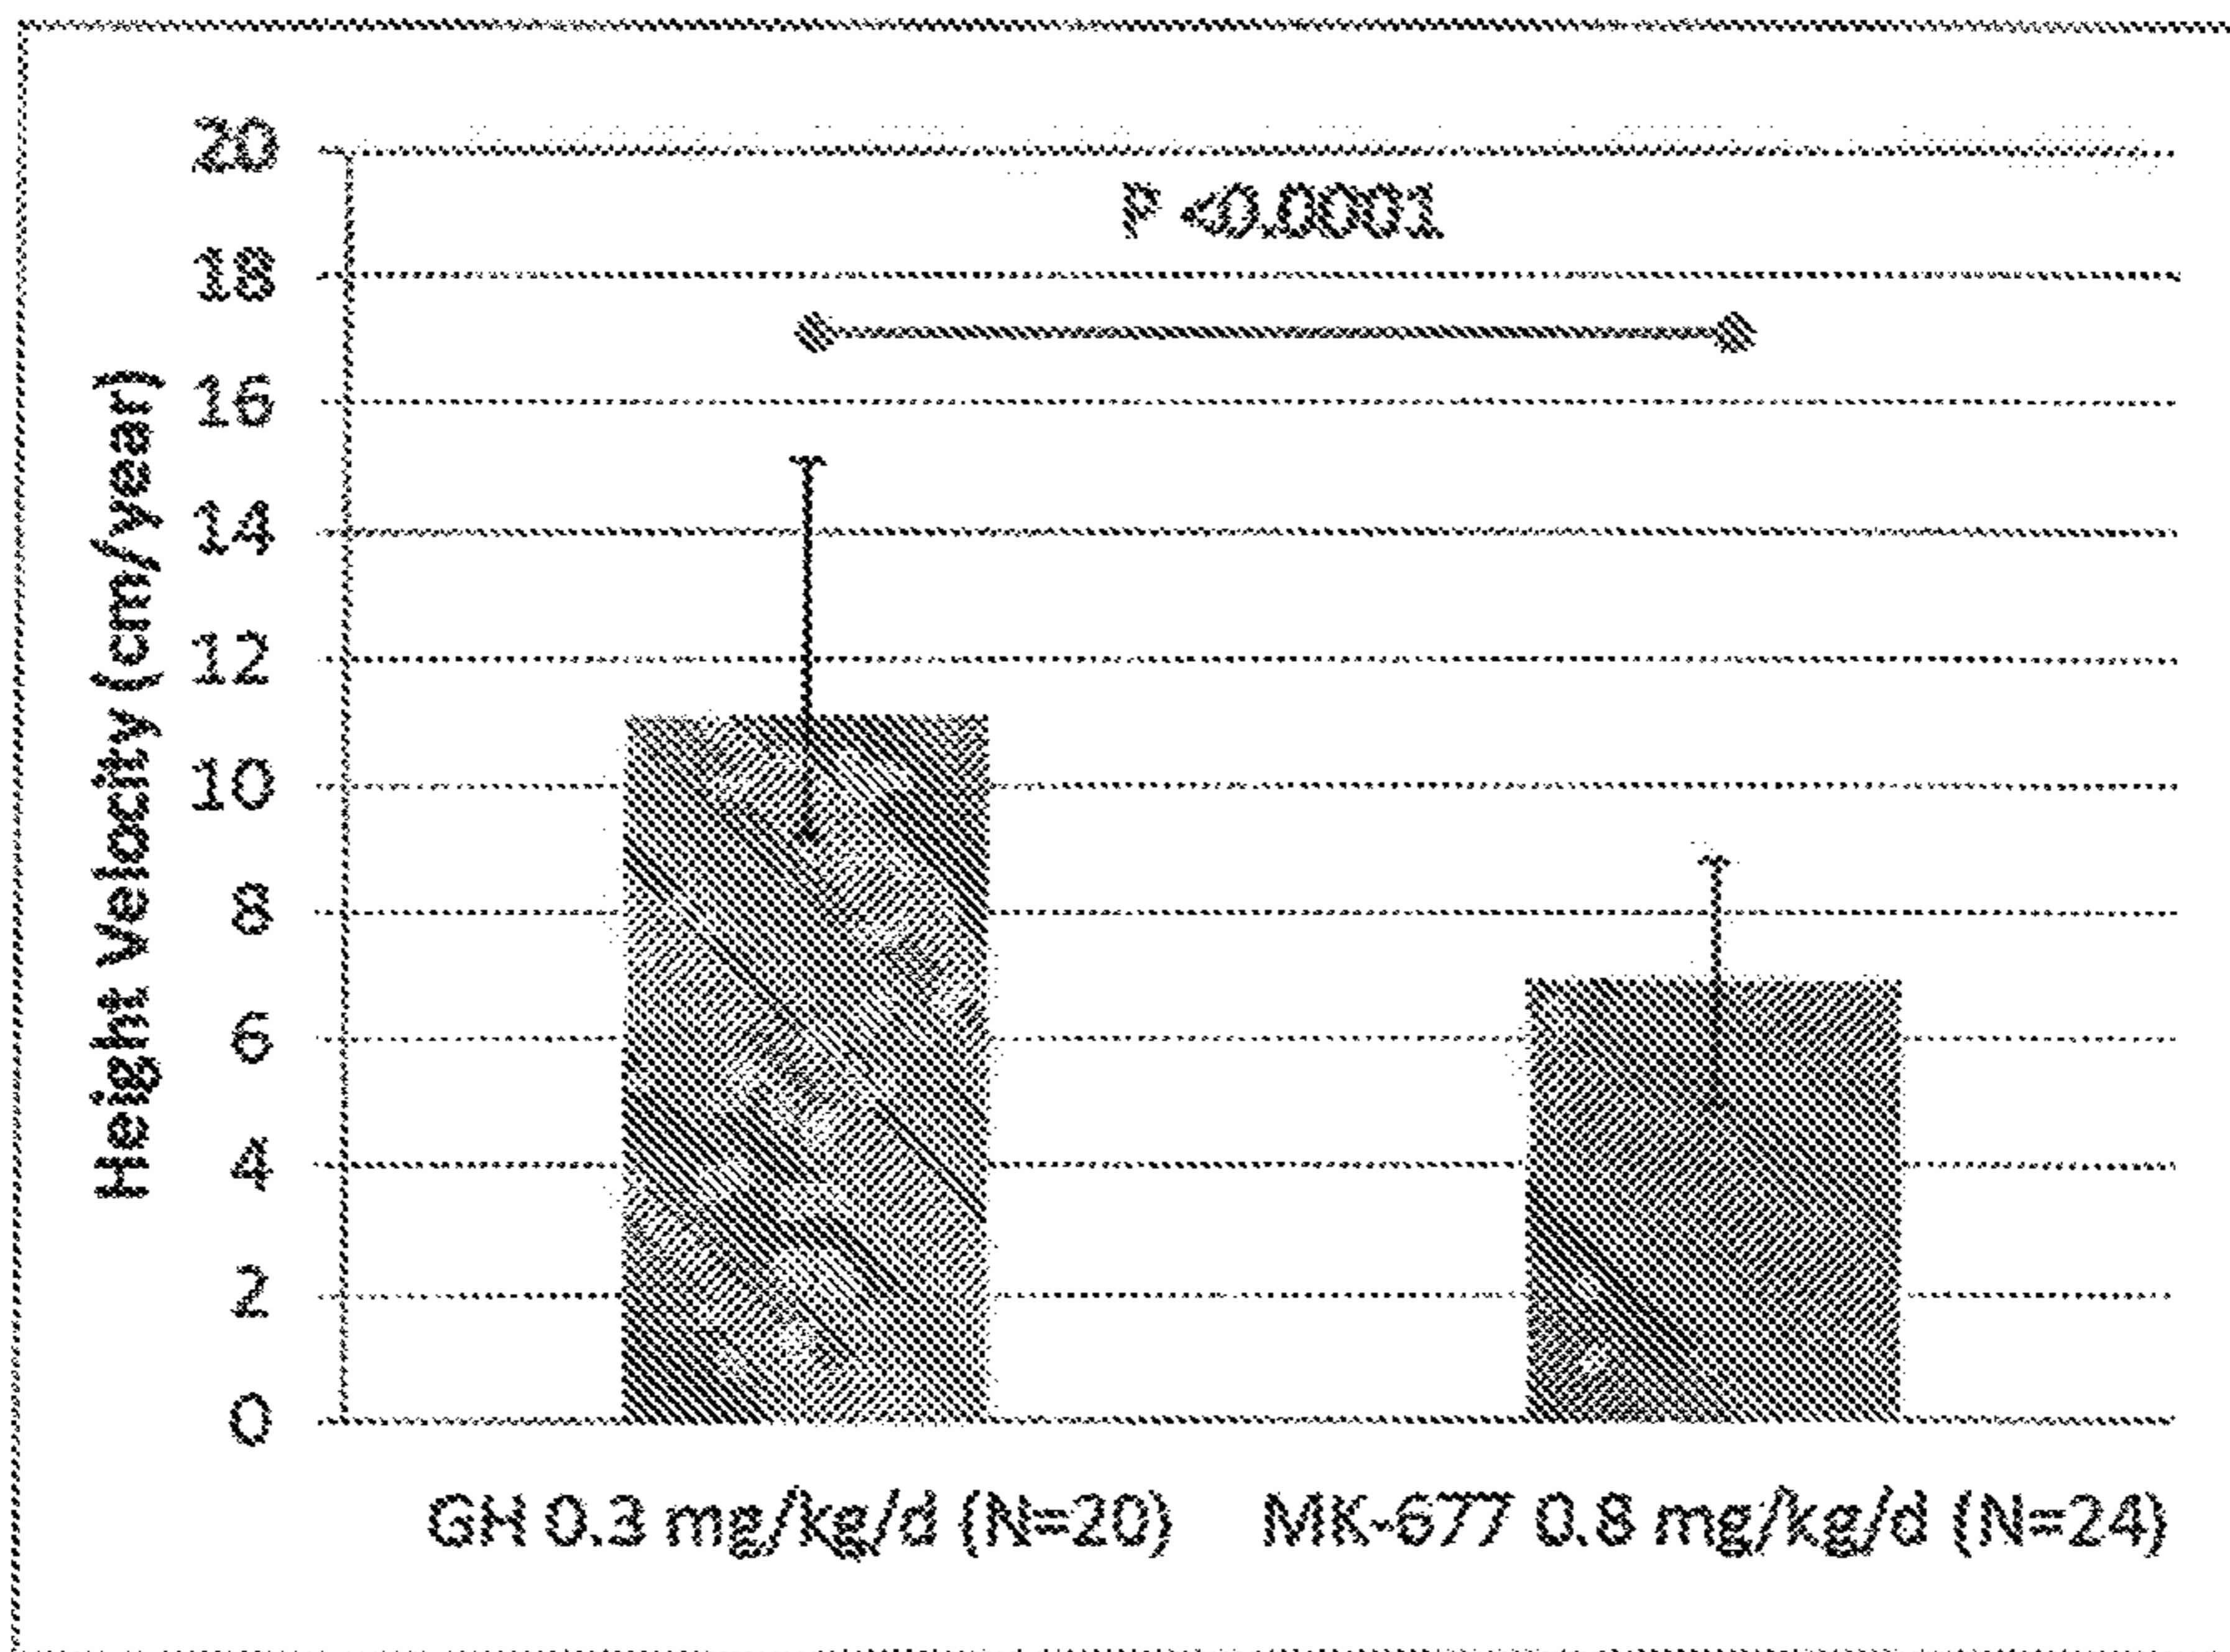 20
P <0.0001
18
16
14
12
10
8
6
4
2
0
Height Velocity (cm/year)
GH 0.3 mg/kg/d (N=20)
MK-677 0.8 mg/kg/d (N=24)